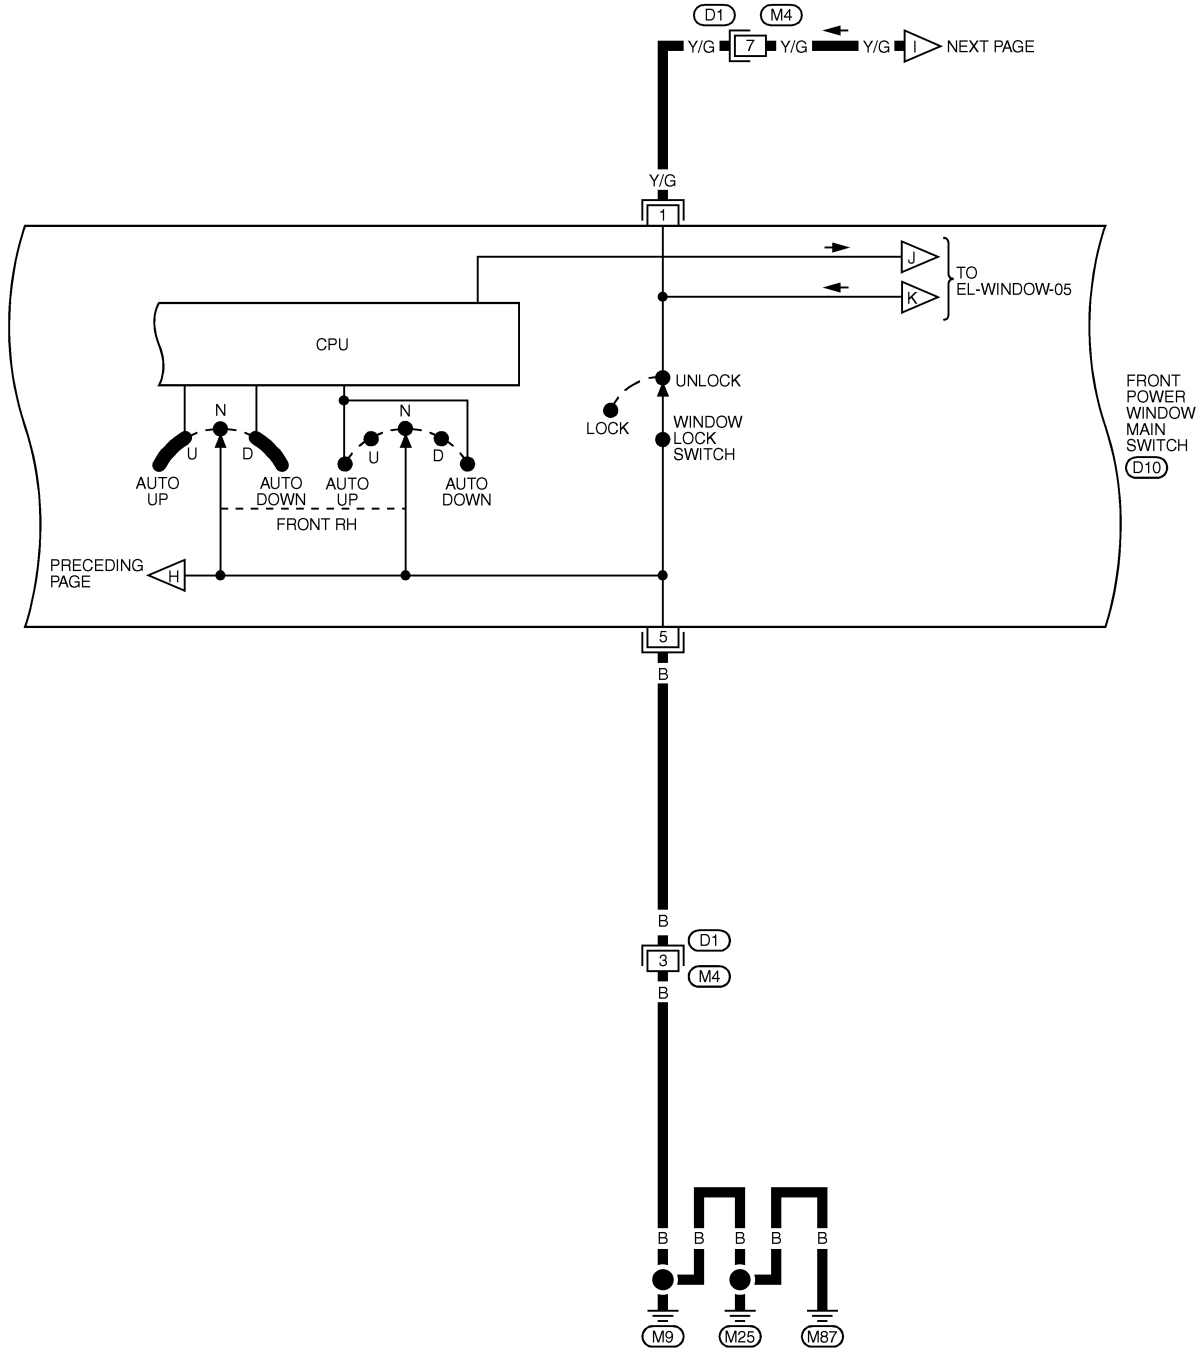 D1 M4
Y/G 7 Y/G Y/G I NEXT PAGE
Y/G
1
J
TO
EL-WINDOW-05
K
CPU
UNLOCK
LOCK
WINDOW
LOCK
SWITCH
N
U D
AUTO
UP
AUTO
DOWN
N
U D
AUTO
UP
AUTO
DOWN
FRONT RH
PRECEDING
PAGE
H
FRONT
POWER
WINDOW
MAIN
SWITCH
D10
5
B
B
D1
3
M4
B
B B B B B
M9 M25 M87